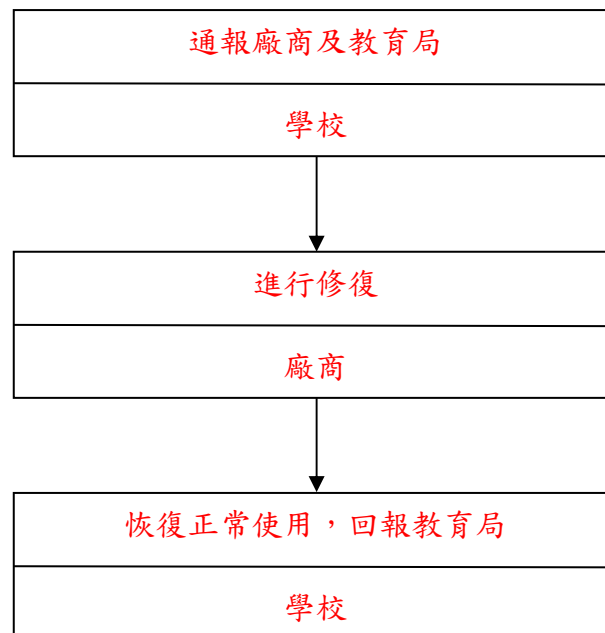 通報廠商及教育局
學校
進行修復
廠商
恢復正常使用，回報教育局
學校